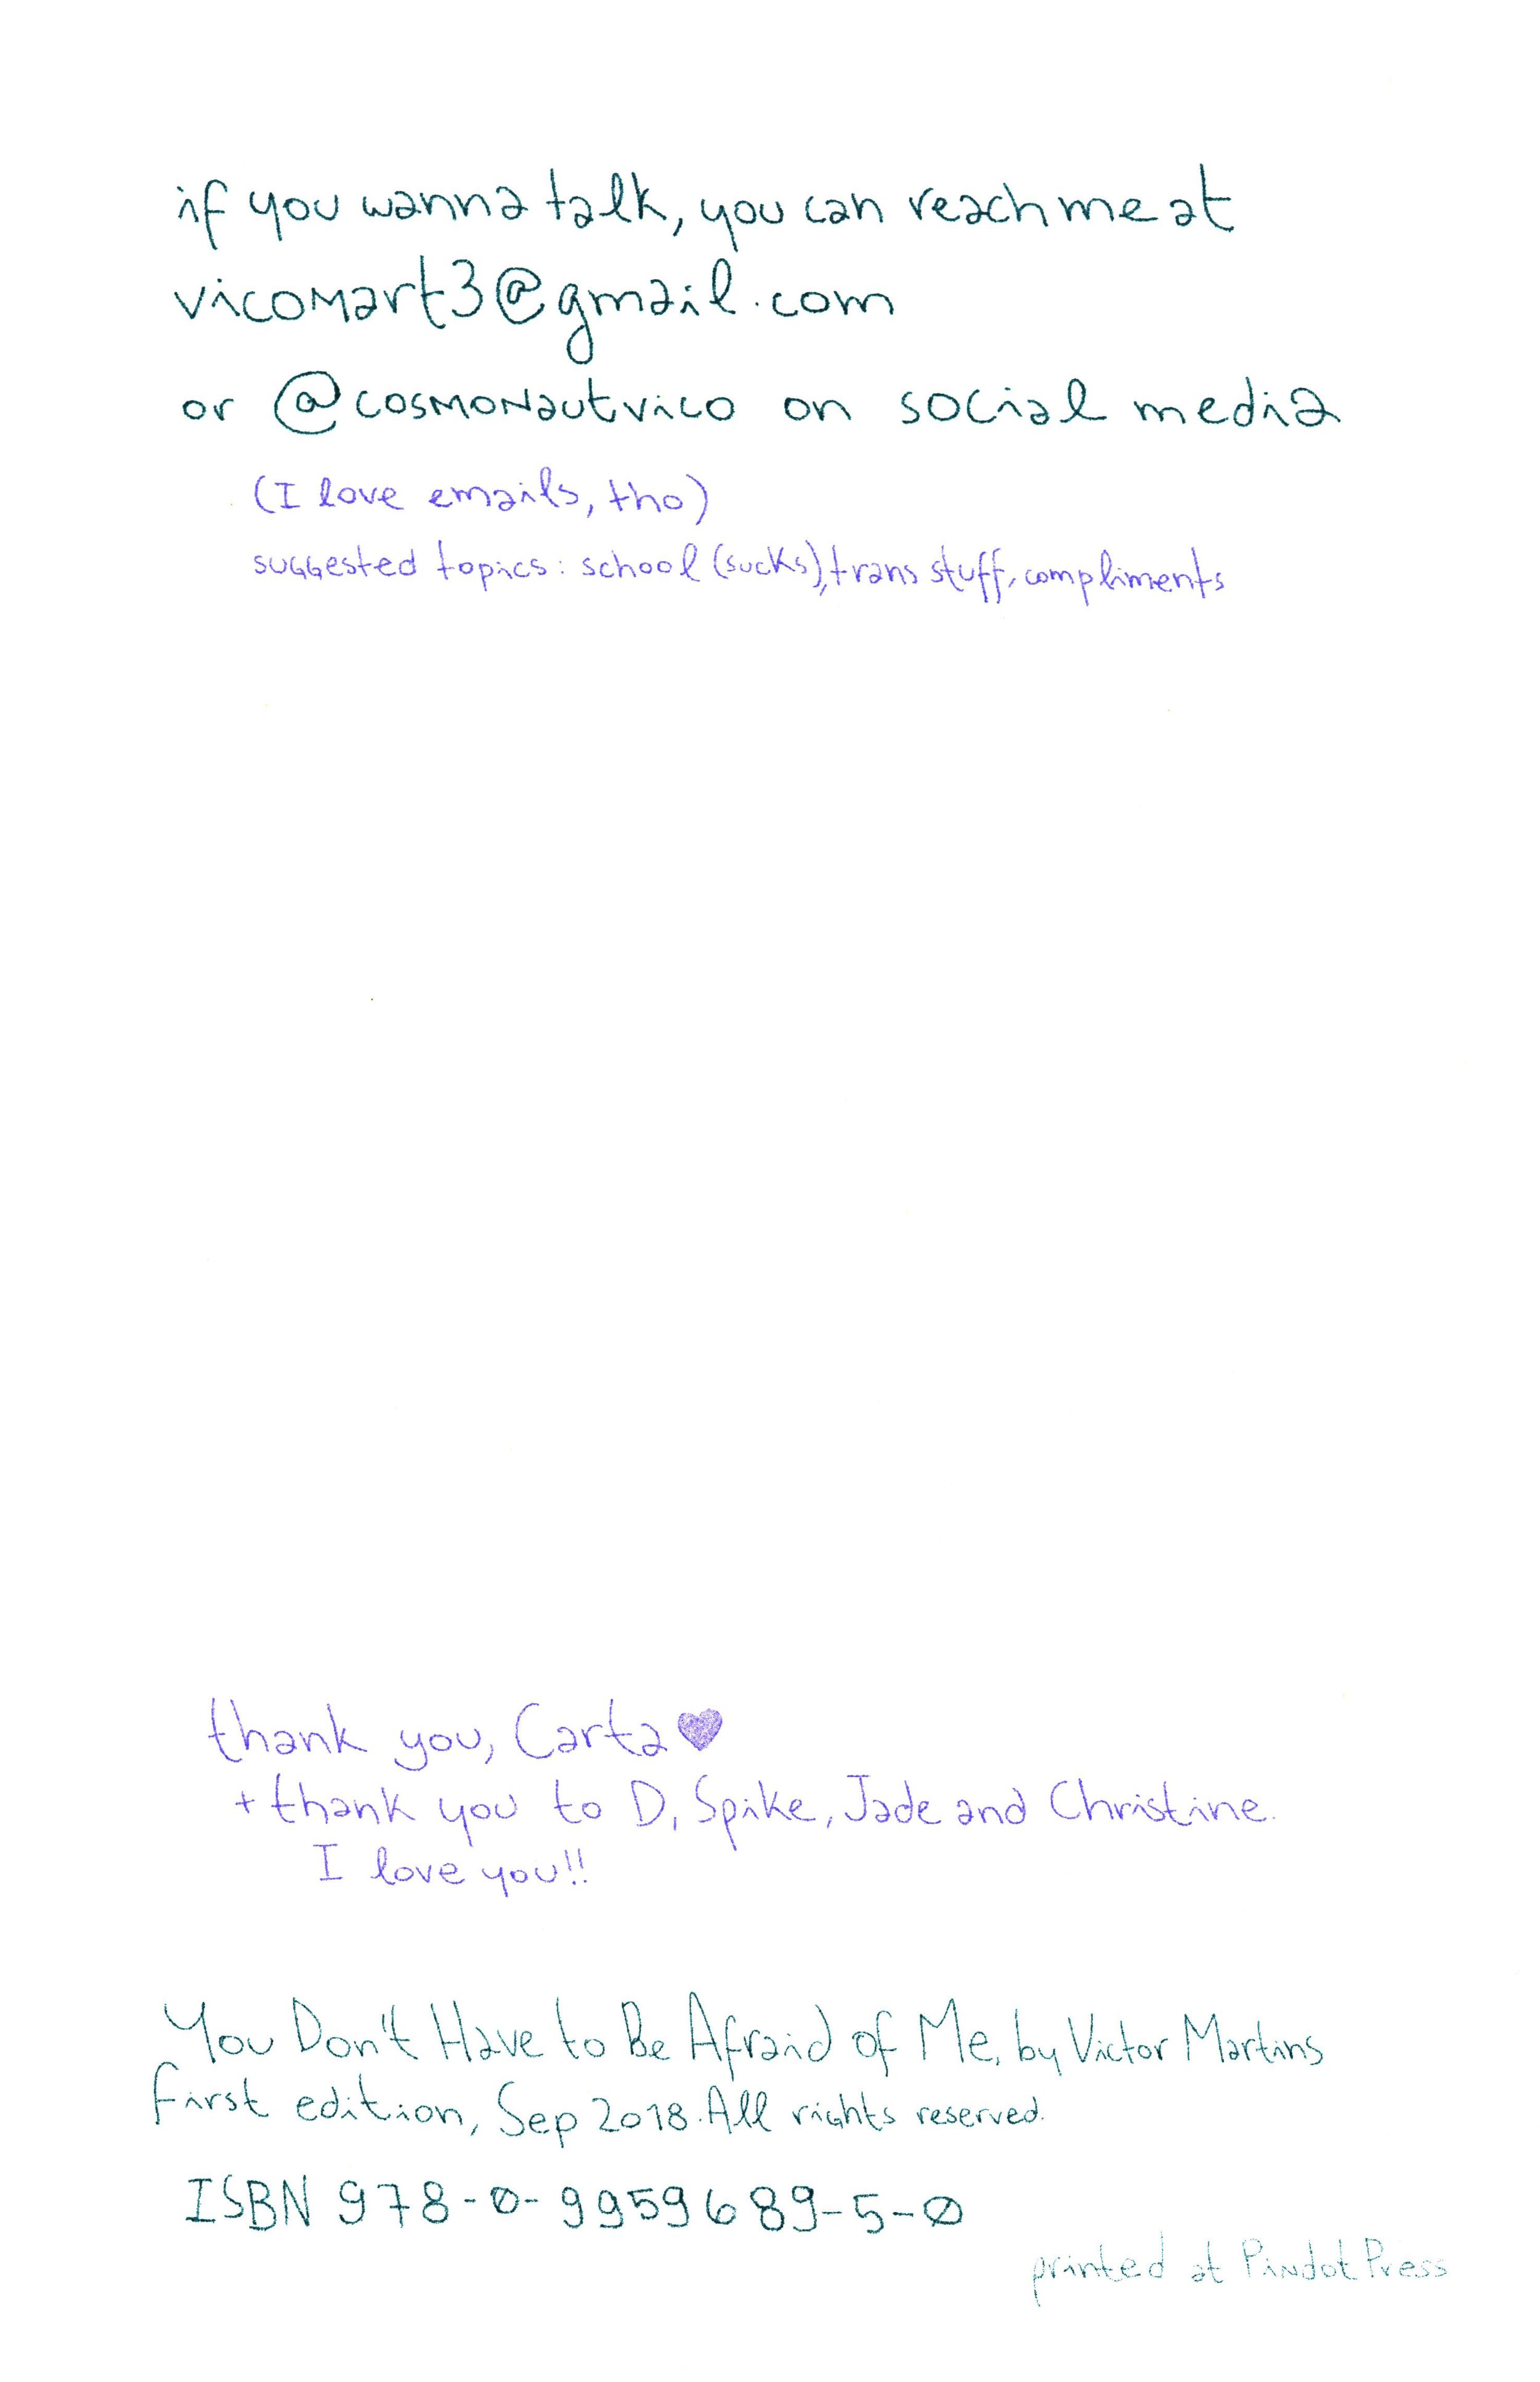 if you wanna talk, you can reach me at
vicomart3@gmail.com
or @cosmonautvico on social media
(I love emails, tho)
suggested topics: school (sucks), trans stuff, compliments
thank you, Carta ♥
+ thank you to D, Spike, Jade and Christine.
I love you!!
You Don't Have to Be Afraid of Me, by Victor Martins
First edition, Sep 2018. All rights reserved.
ISBN 978-0-9959689-5-0
printed at Pindot Press